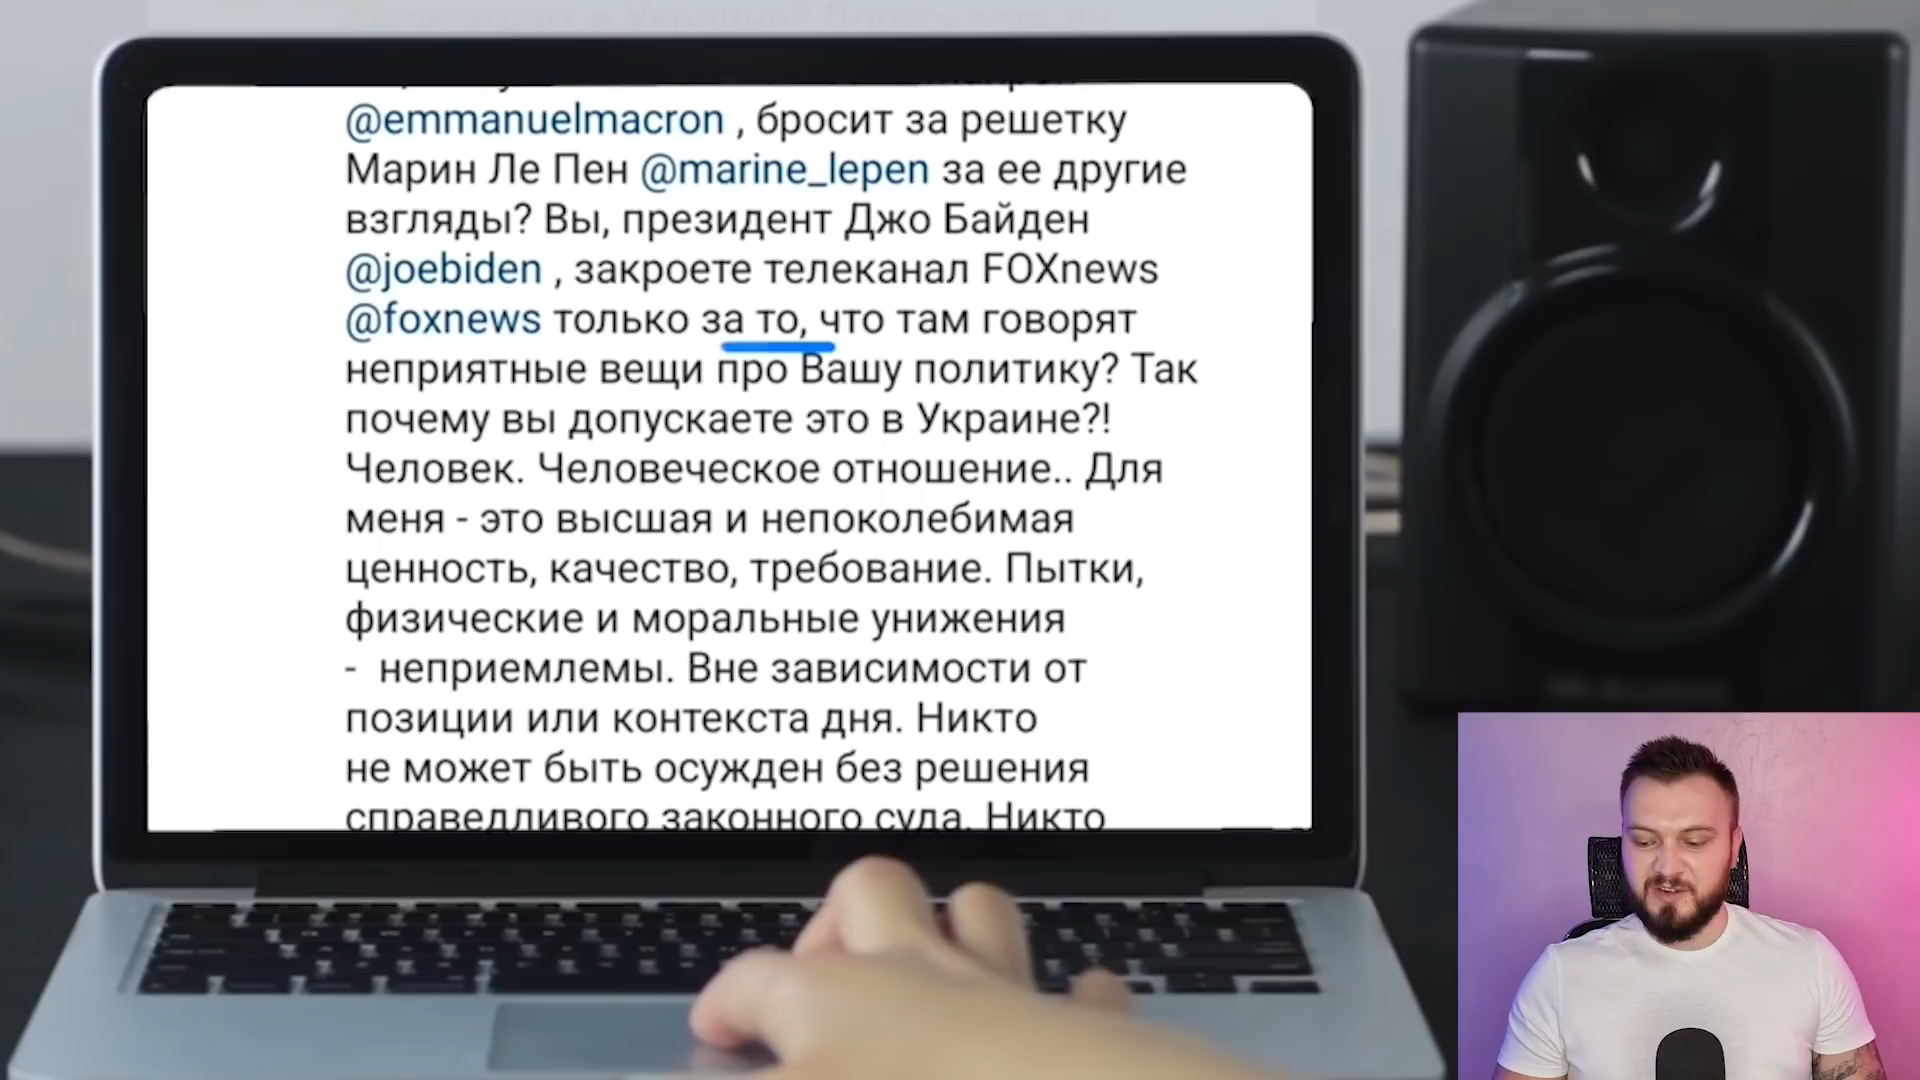 @emmanuelmacron , бросит за решетку
Марин Ле Пен @marine_lepen за ее другие
взгляды? Вы, президент Джо Байден
@joebiden , закроете телеканал FOXnews
@foxnews только за то, что там говорят
неприятные вещи про Вашу политику? Так
почему вы допускаете это в Украине?!
Человек. Человеческое отношение.. Для
меня - это высшая и непоколебимая
ценность, качество, требование. Пытки,
физические и моральные унижения
- неприемлемы. Вне зависимости от
позиции или контекста дня. Никто
не может быть осужден без решения
справедливого законного суда. Никто